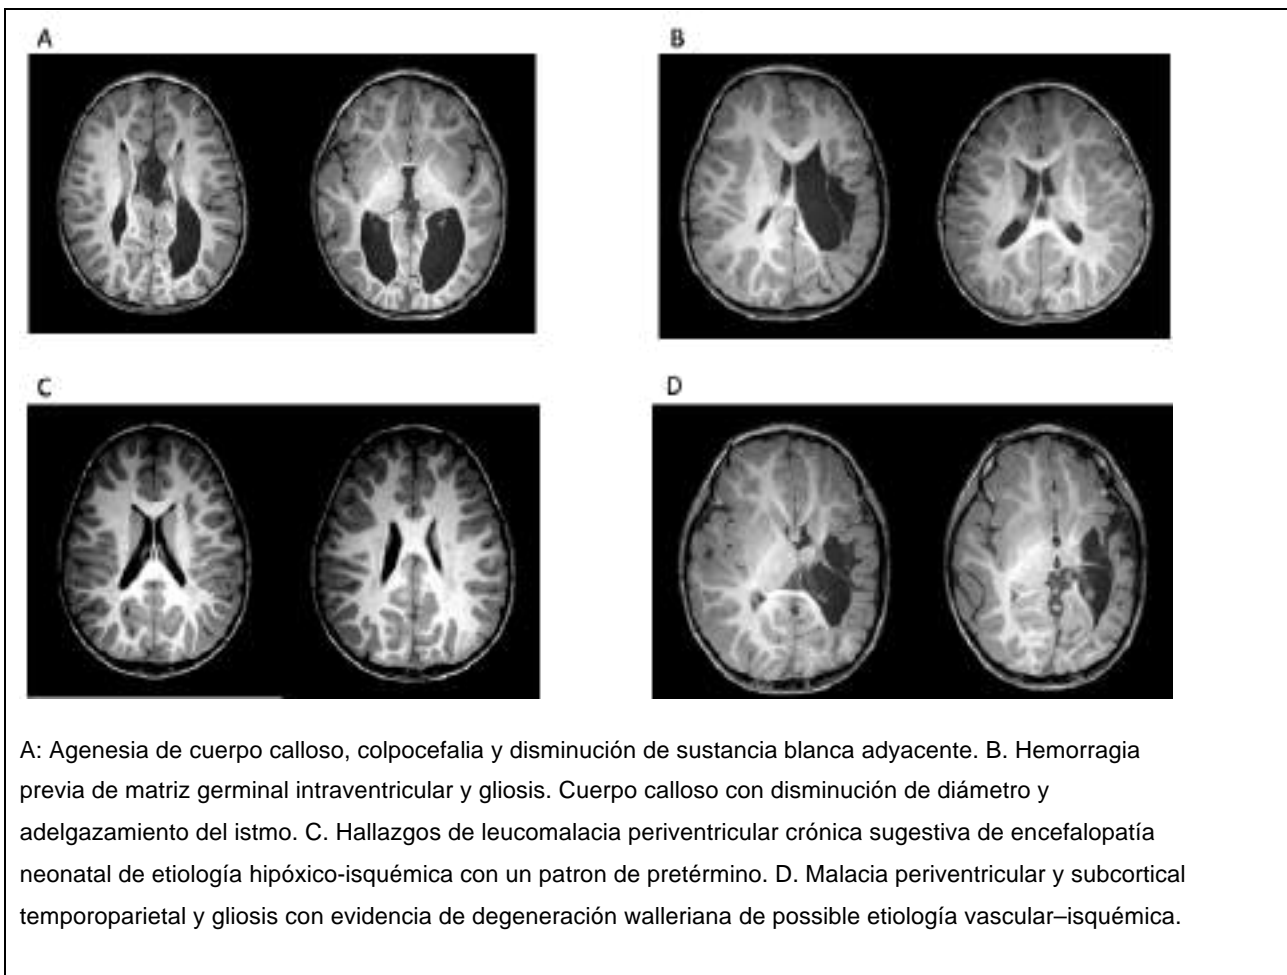 A
B
C
D
A: Agenesia de cuerpo calloso, colpocefalia y disminución de sustancia blanca adyacente. B. Hemorragia
previa de matriz germinal intraventricular y gliosis. Cuerpo calloso con disminución de diámetro y
adelgazamiento del istmo. C. Hallazgos de leucomalacia periventricular crónica sugestiva de encefalopatía
neonatal de etiología hipóxico-isquémica con un patron de pretérmino. D. Malacia periventricular y subcortical
temporoparietal y gliosis con evidencia de degeneración walleriana de possible etiología vascular–isquémica.